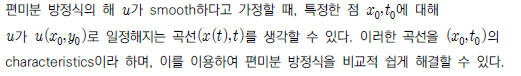 편미분 방정식의 해 u가 smooth하다고 가정할 때, 특정한 점 x₀,t₀에 대해
u가 u(x₀,y₀)로 일정해지는 곡선(x(t),t)를 생각할 수 있다. 이러한 곡선을 (x₀,t₀)의
characteristics이라 하며, 이를 이용하여 편미분 방정식을 비교적 쉽게 해결할 수 있다.